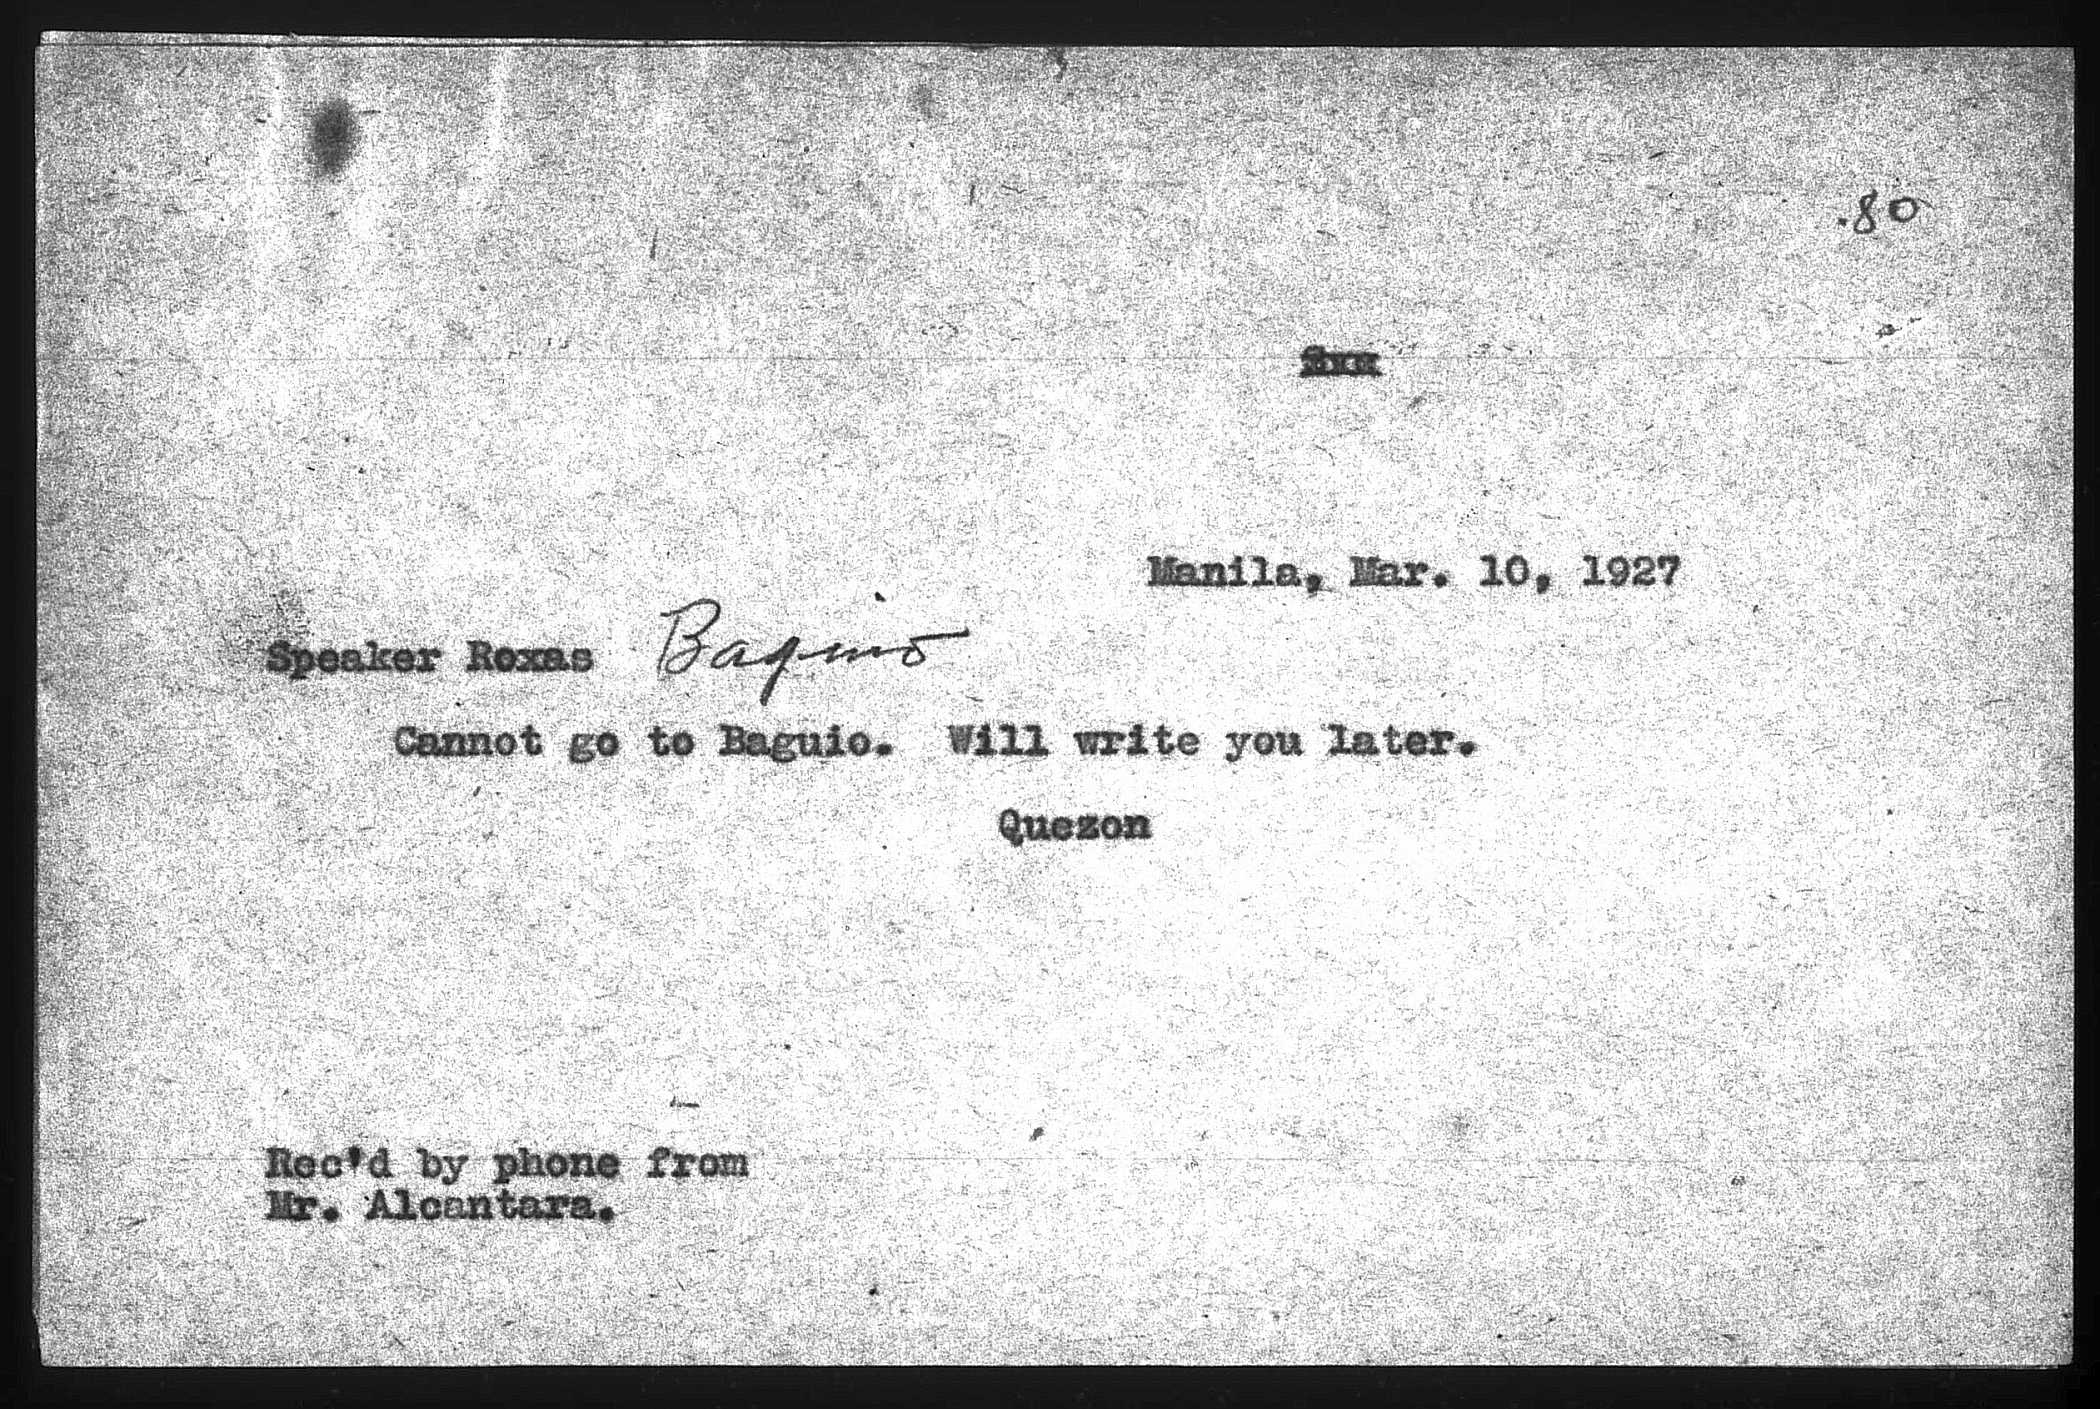 .80
Manila, Mar. 10, 1927
Speaker Roxas Baguio
Cannot go to Baguio. Will write you later.
Quezon
Rec'd by phone from
Mr. Alcantara.